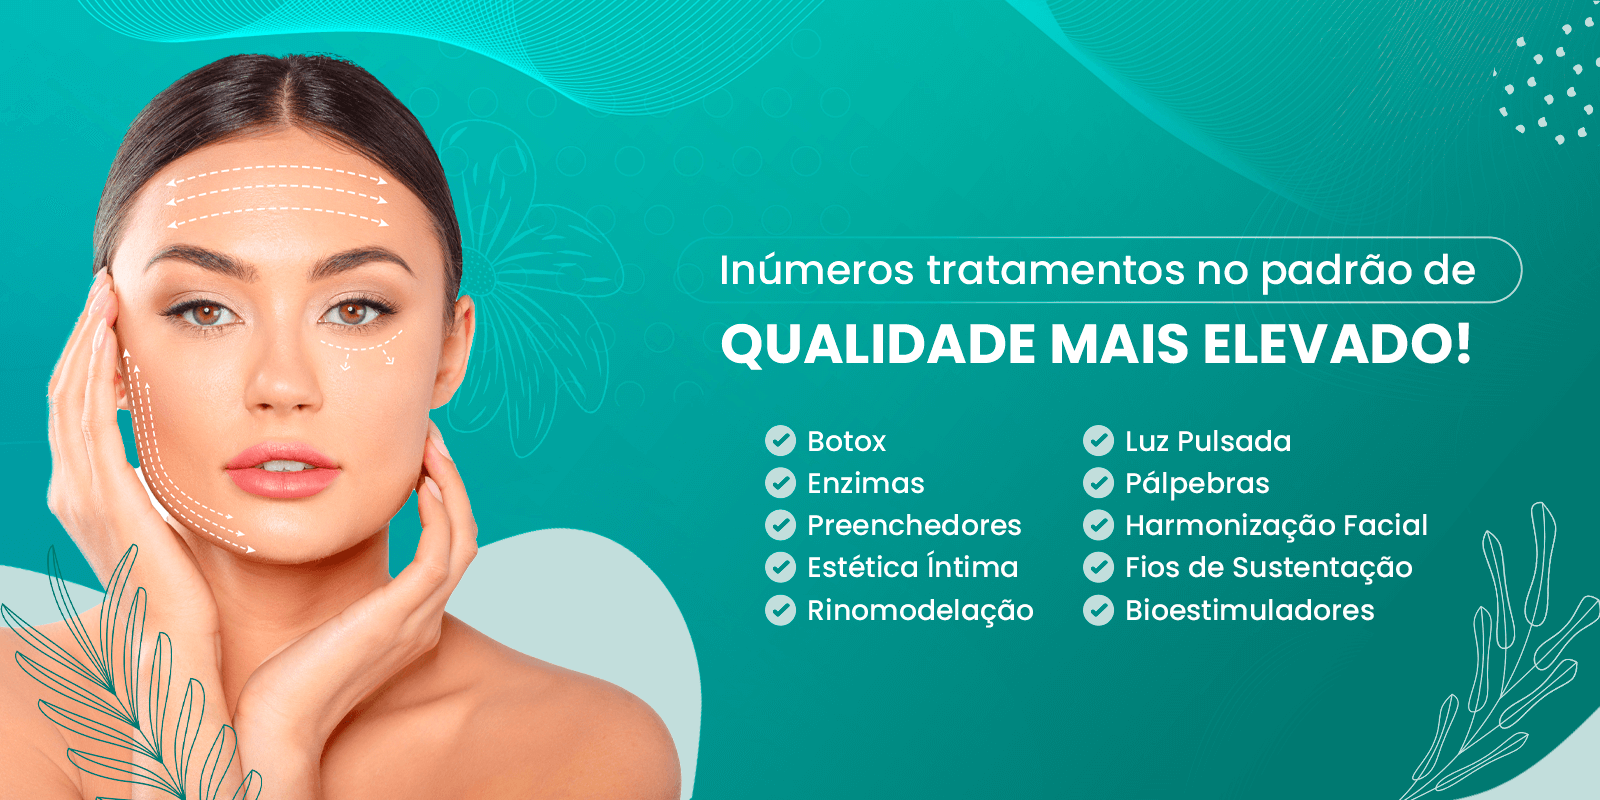 Inúmeros tratamentos no padrão de
QUALIDADE MAIS ELEVADO!
Botox
Enzimas
Preenchedores
Estética Íntima
Rinomodelação
Luz Pulsada
Pálpebras
Harmonização Facial
Fios de Sustentação
Bioestimuladores